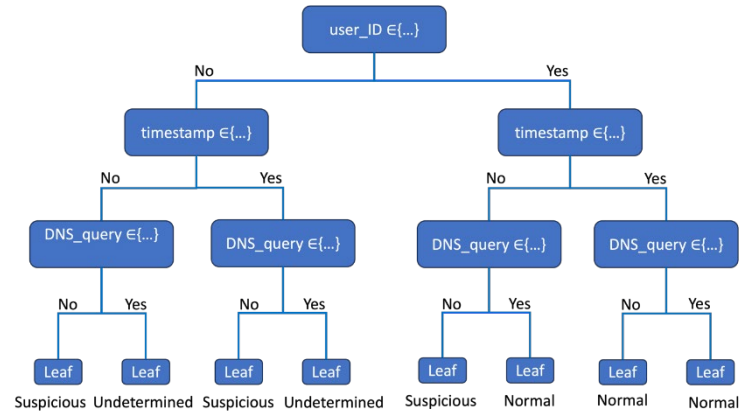 user_ID ∈{...}
No Yes
timestamp ∈{...} timestamp ∈{...}
No Yes No Yes
DNS_query ∈{...} DNS_query ∈{...} DNS_query ∈{...} DNS_query ∈{...}
No Yes No Yes No Yes No Yes
Leaf Leaf Leaf Leaf Leaf Leaf Leaf Leaf
Suspicious Undetermined Suspicious Undetermined Suspicious Normal Normal Normal